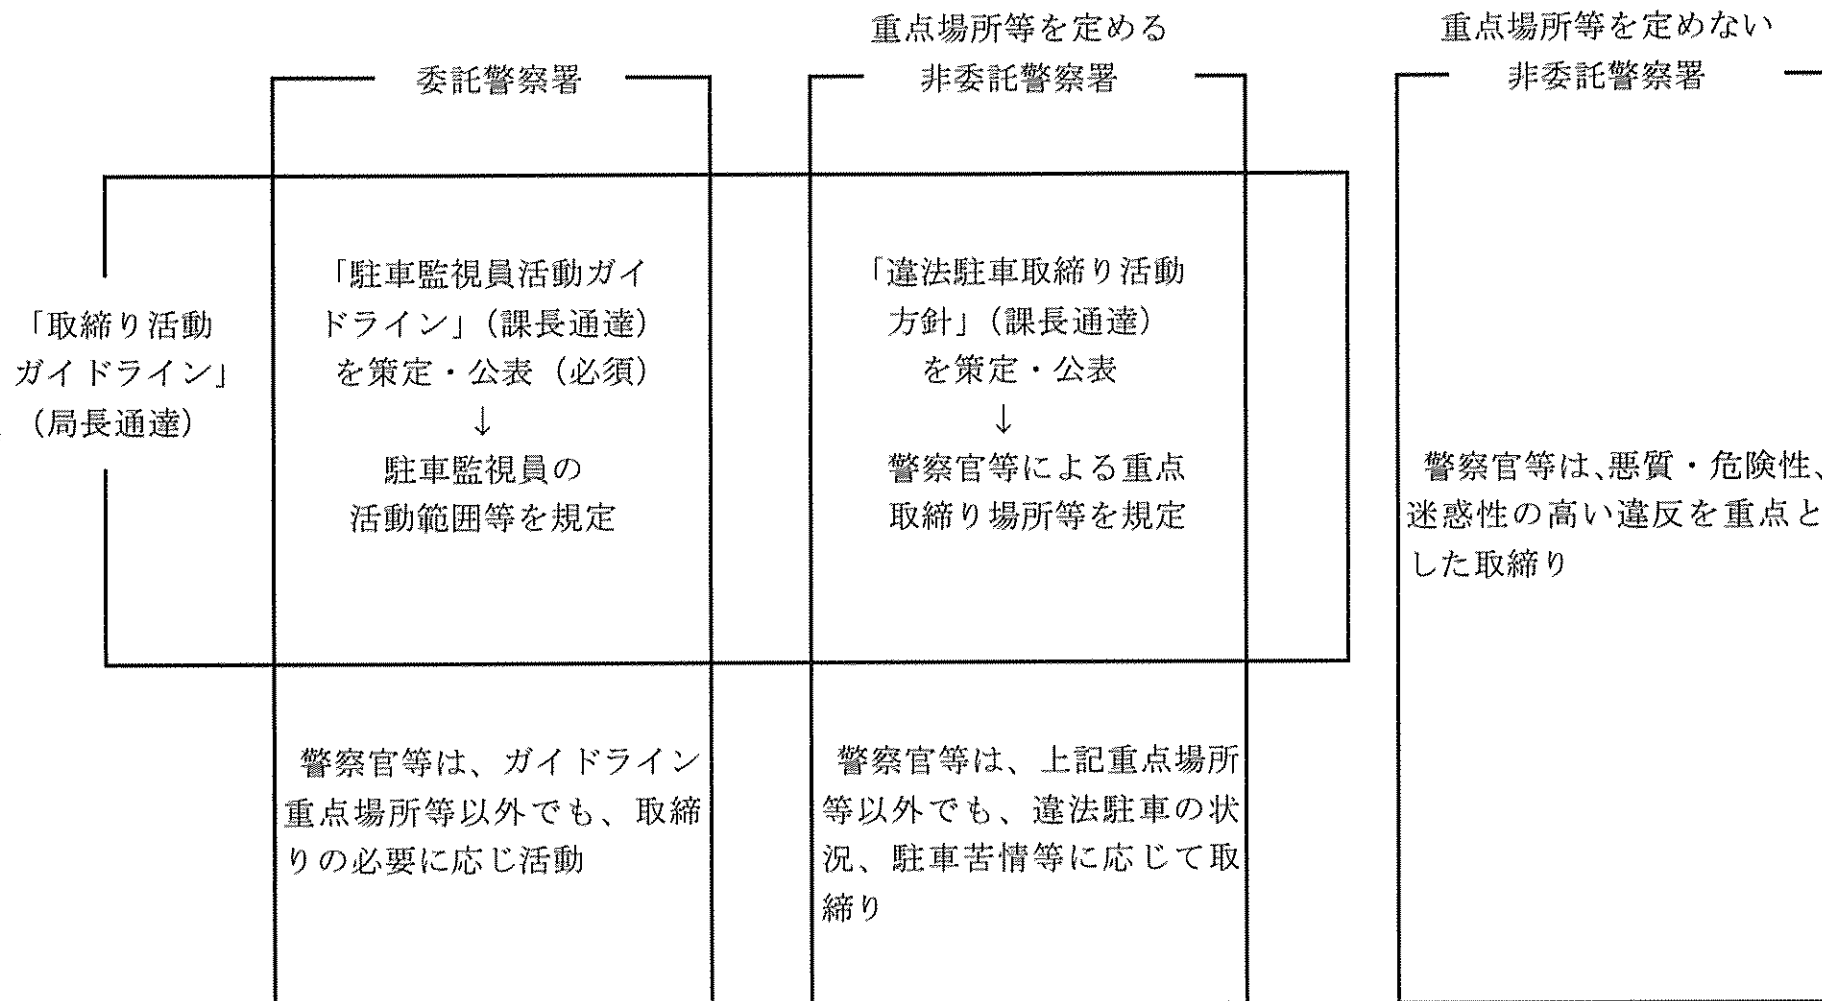 委託警察署
重点場所等を定める
非委託警察署
重点場所等を定めない
非委託警察署
「取締り活動
ガイドライン」
（局長通達）
「駐車監視員活動ガイ
ドライン」（課長通達）
を策定・公表（必須）
↓
駐車監視員の
活動範囲等を規定
「違法駐車取締り活動
方針」（課長通達）
を策定・公表
↓
警察官等による重点
取締り場所等を規定
警察官等は、悪質・危険性、
迷惑性の高い違反を重点と
した取締り
警察官等は、ガイドライン
重点場所等以外でも、取締
りの必要に応じ活動
警察官等は、上記重点場所
等以外でも、違法駐車の状
況、駐車苦情等に応じて取
締り